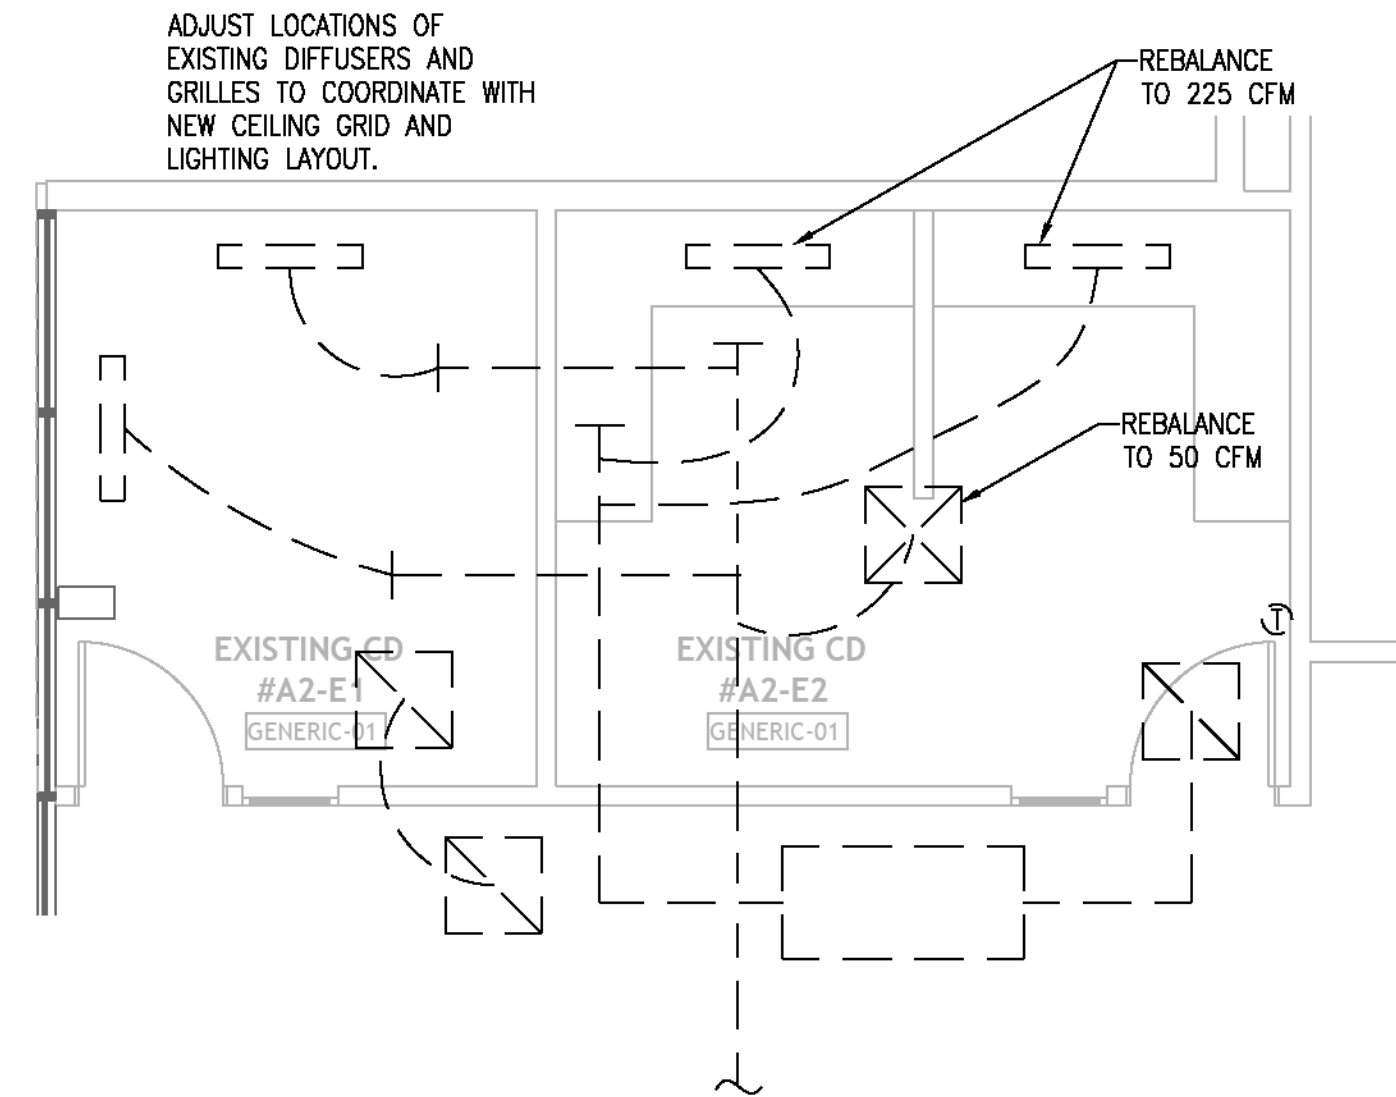 ADJUST LOCATIONS OF
EXISTING DIFFUSERS AND
GRILLES TO COORDINATE WITH
NEW CEILING GRID AND
LIGHTING LAYOUT.
REBALANCE
TO 225 CFM
REBALANCE
TO 50 CFM
T
EXISTING CD
#A2-E1
GENERIC-01
EXISTING CD
#A2-E2
GENERIC-01